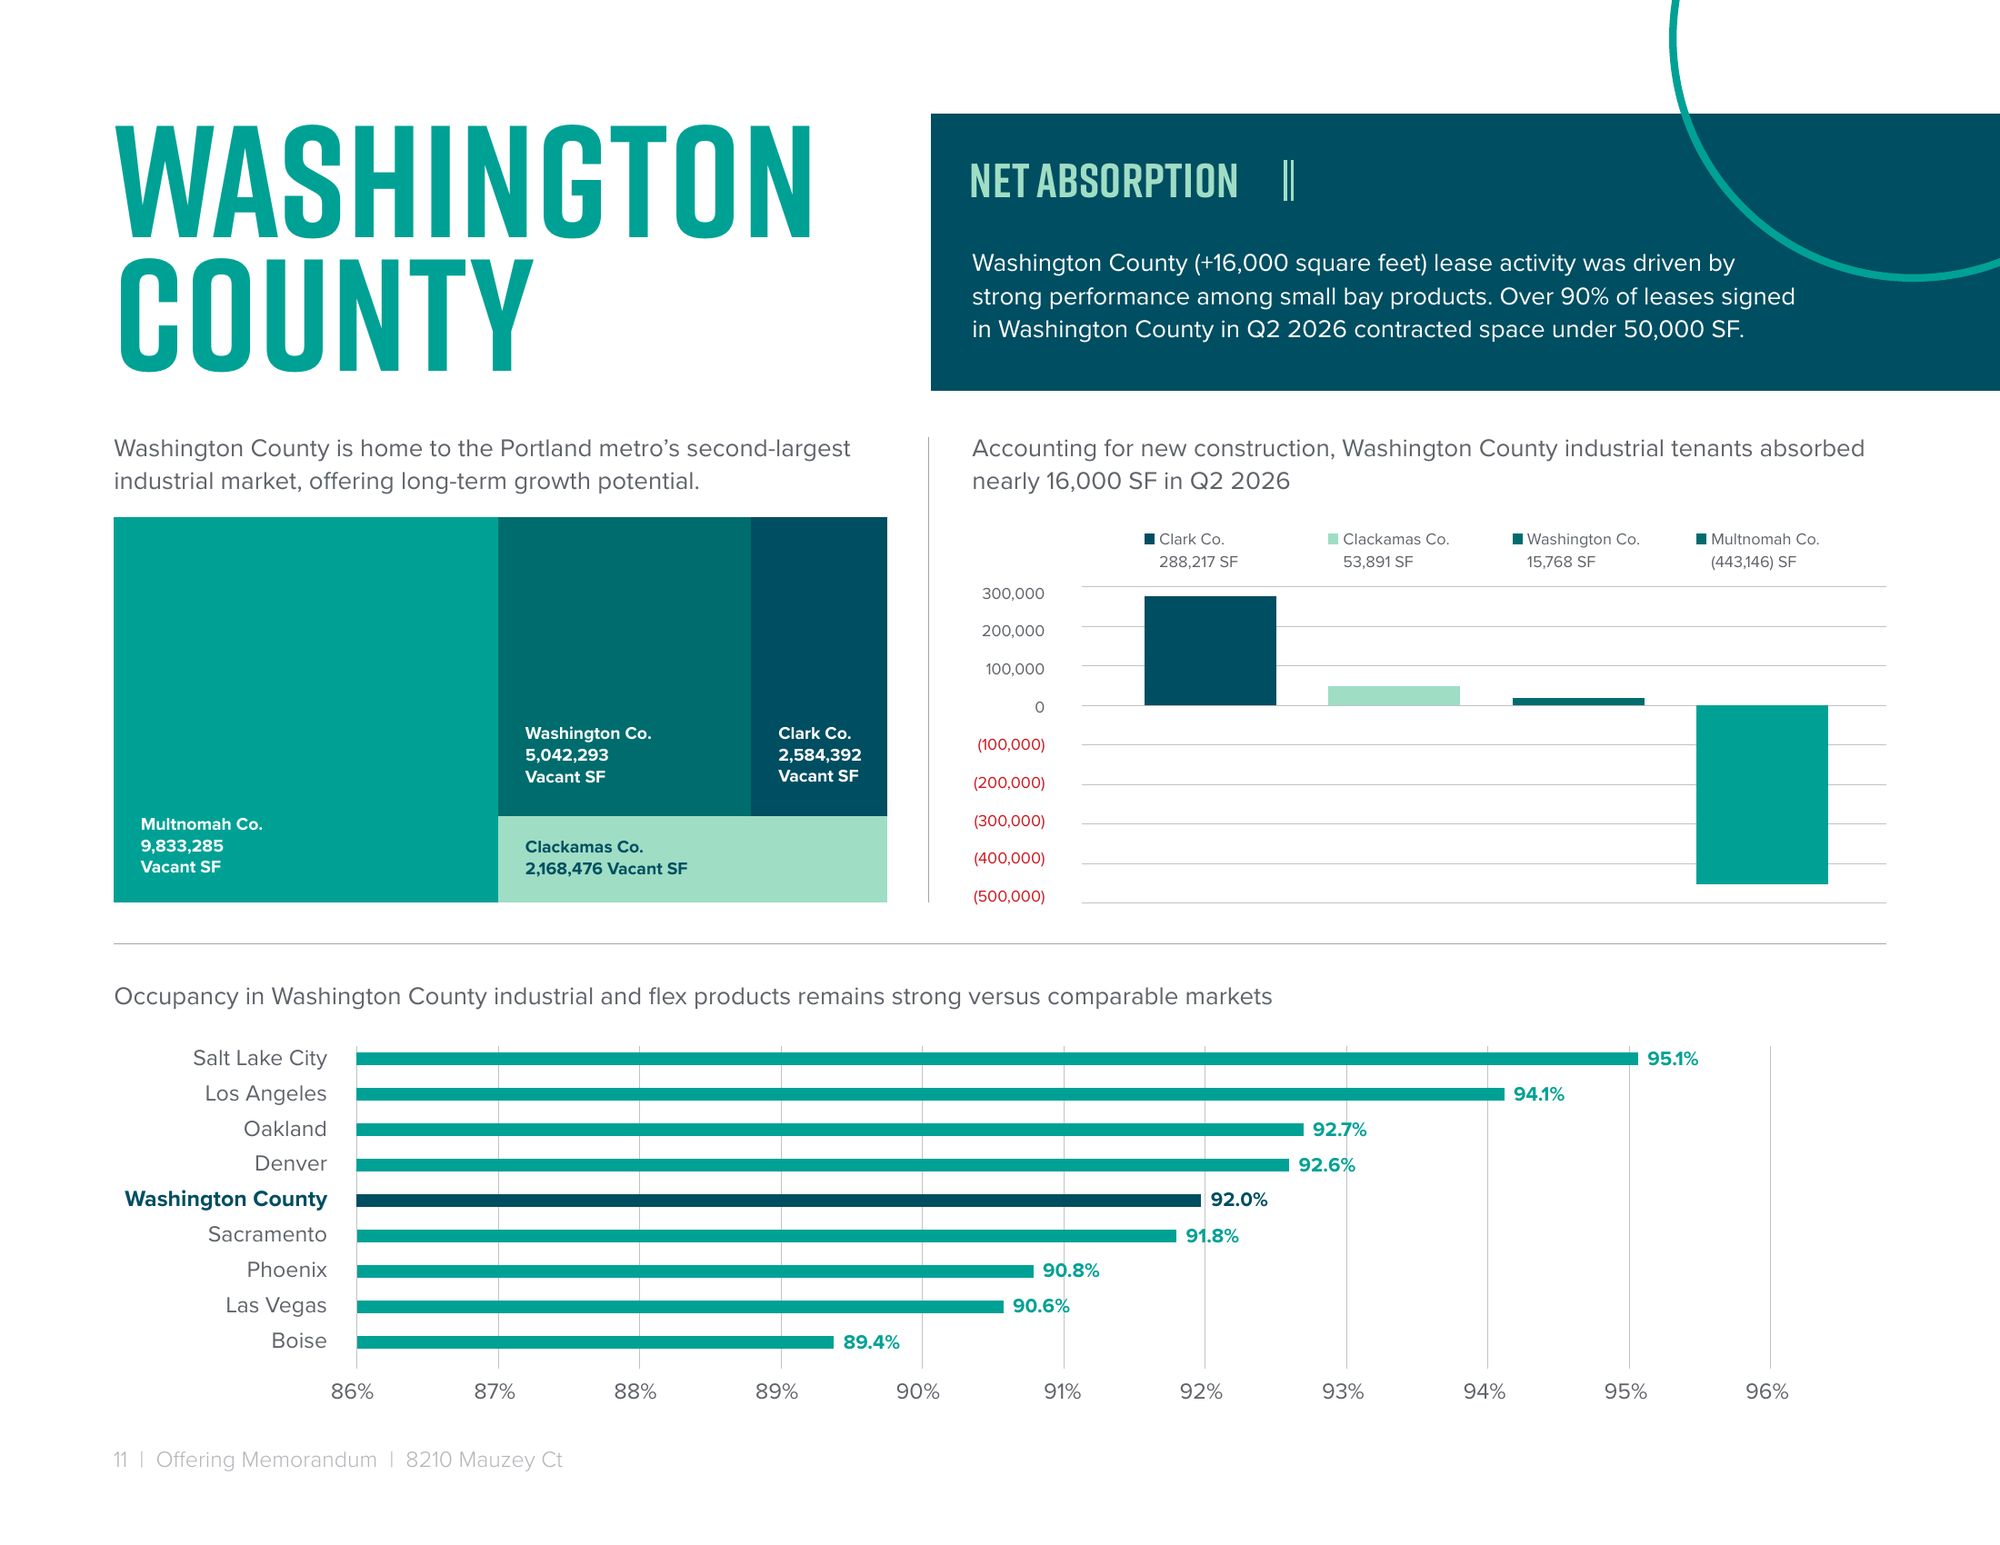 WASHINGTON
COUNTY
NET ABSORPTION
Washington County (+16,000 square feet) lease activity was driven by
strong performance among small bay products. Over 90% of leases signed
in Washington County in Q2 2026 contracted space under 50,000 SF.
Washington County is home to the Portland metro’s second-largest
industrial market, offering long-term growth potential.
Multnomah Co.
9,833,285
Vacant SF
Washington Co.
5,042,293
Vacant SF
Clark Co.
2,584,392
Vacant SF
Clackamas Co.
2,168,476 Vacant SF
Accounting for new construction, Washington County industrial tenants absorbed
nearly 16,000 SF in Q2 2026
Clark Co.
288,217 SF
Clackamas Co.
53,891 SF
Washington Co.
15,768 SF
Multnomah Co.
(443,146) SF
300,000
200,000
100,000
0
(100,000)
(200,000)
(300,000)
(400,000)
(500,000)
Occupancy in Washington County industrial and flex products remains strong versus comparable markets
Salt Lake City 95.1%
Los Angeles 94.1%
Oakland 92.7%
Denver 92.6%
Washington County 92.0%
Sacramento 91.8%
Phoenix 90.8%
Las Vegas 90.6%
Boise 89.4%
86% 87% 88% 89% 90% 91% 92% 93% 94% 95% 96%
11 | Offering Memorandum | 8210 Mauzey Ct